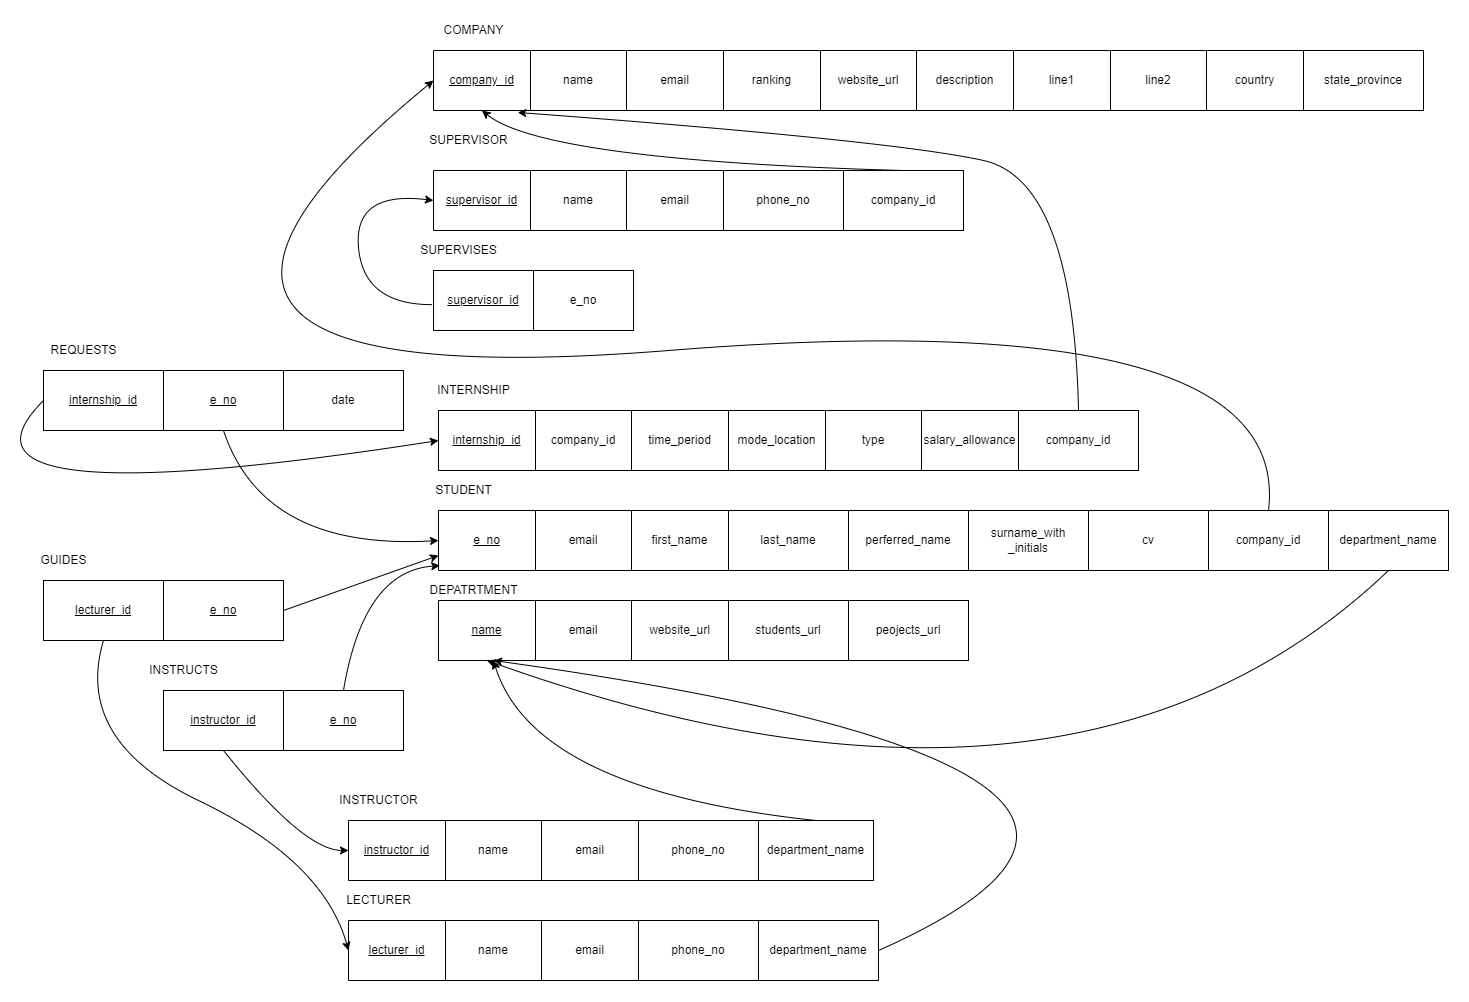 COMPANY
company_id name email ranking website_url description line1 line2 country state_province
SUPERVISOR
supervisor_id name email phone_no company_id
SUPERVISES
supervisor_id e_no
REQUESTS
internship_id e_no date
INTERNSHIP
internship_id company_id time_period mode_location type salary_allowance company_id
STUDENT
e_no email first_name last_name perferred_name surname_with
_initials cv company_id department_name
GUIDES
lecturer_id e_no
DEPATRTMENT
name email website_url students_url peojects_url
INSTRUCTS
instructor_id e_no
INSTRUCTOR
instructor_id name email phone_no department_name
LECTURER
lecturer_id name email phone_no department_name